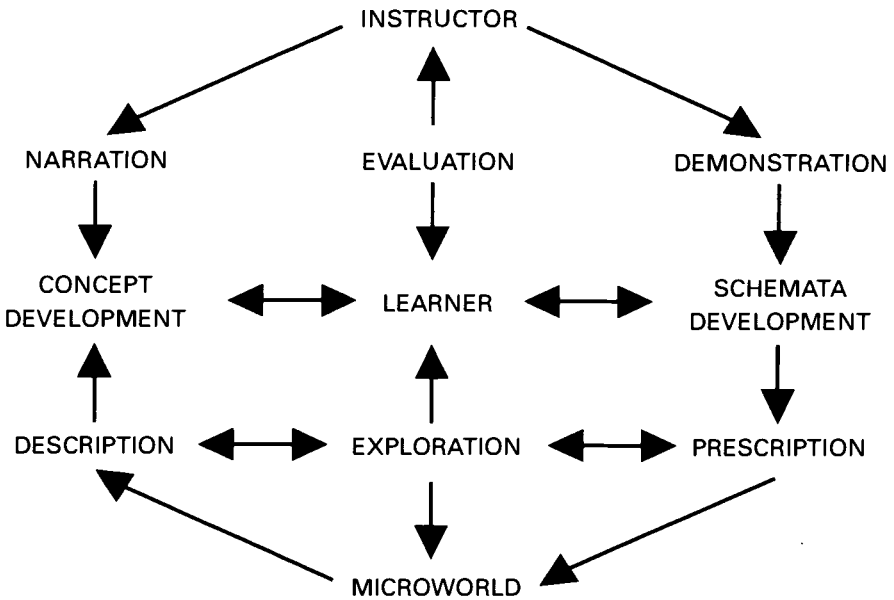 INSTRUCTOR
NARRATION
EVALUATION
DEMONSTRATION
CONCEPT
DEVELOPMENT
LEARNER
SCHEMATA
DEVELOPMENT
DESCRIPTION
EXPLORATION
PRESCRIPTION
MICROWORLD